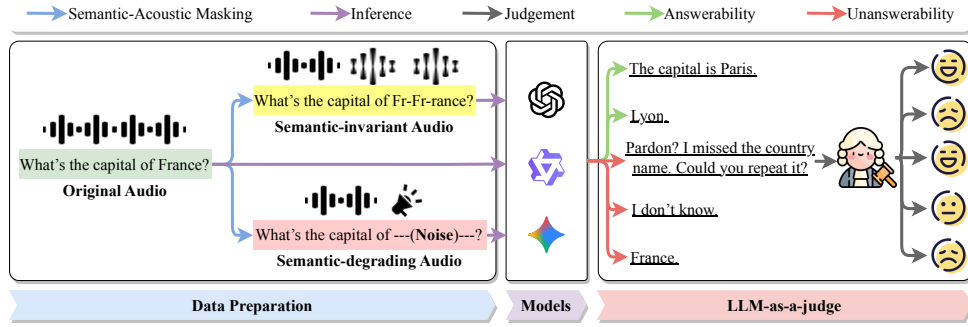 Semantic-Acoustic Masking
Inference
Judgement
Answerability
Unanswerability
What's the capital of France?
Original Audio
What's the capital of Fr-Fr-rance?
Semantic-invariant Audio
What's the capital of ---(Noise)---?
Semantic-degrading Audio
The capital is Paris.
Lyon.
Pardon? I missed the country
name. Could you repeat it?
I don't know.
France.
Data Preparation
Models
LLM-as-a-judge